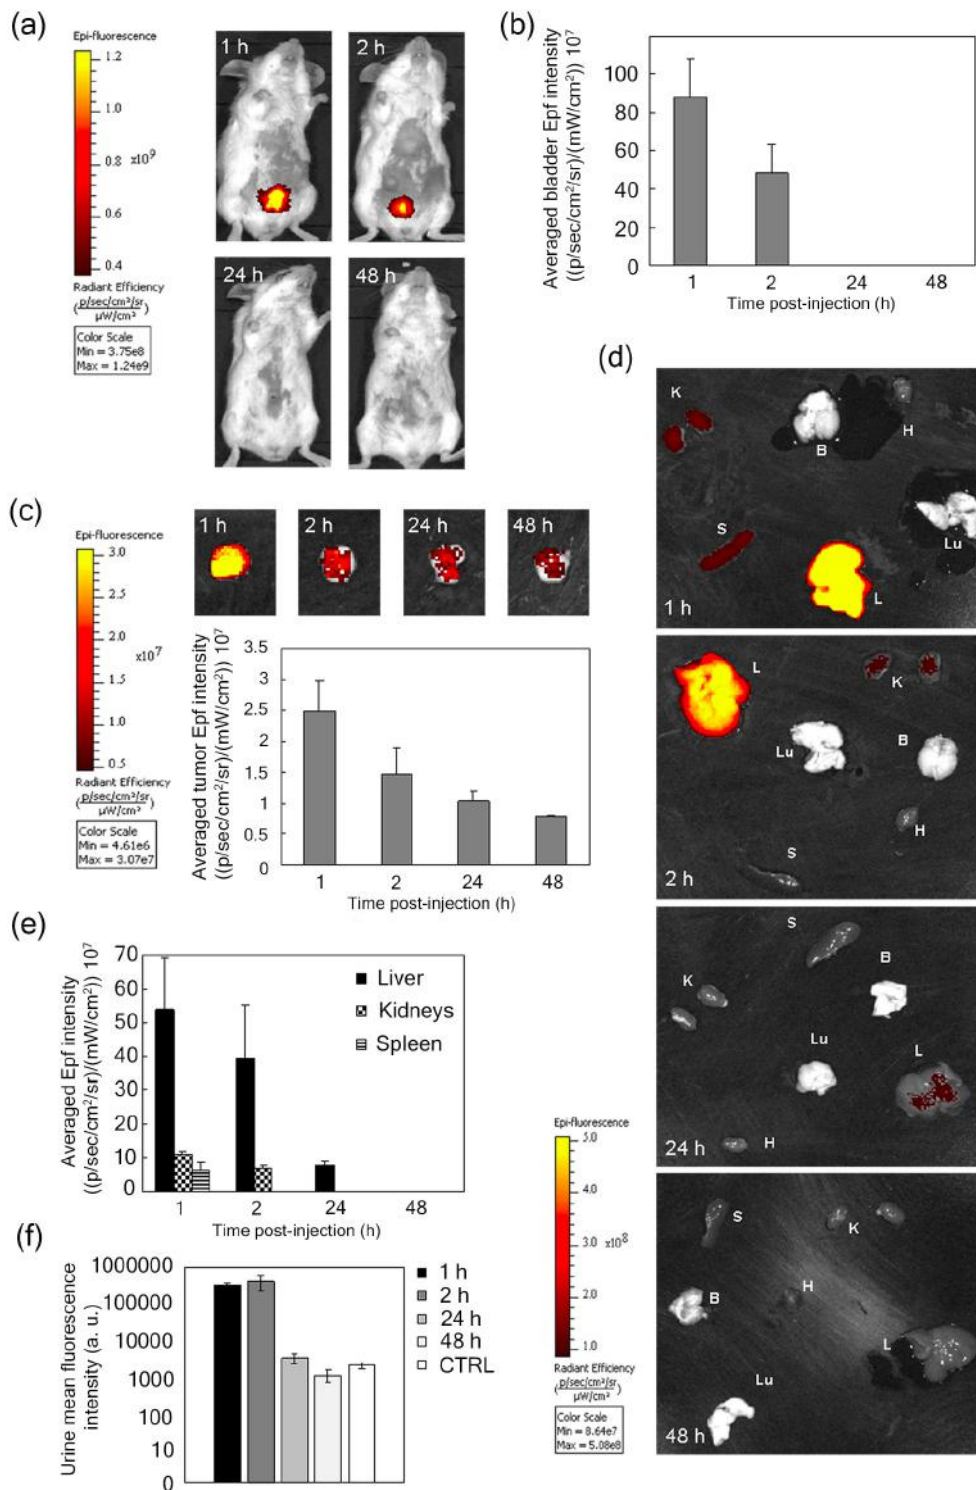 (a)
Epi-fluorescence
1.2
1.0
x10⁹
0.8
0.6
0.4
Radiant Efficiency
(p/sec/cm²/sr / µW/cm²)
Color Scale
Min = 3.75e8
Max = 1.24e9
1 h
2 h
24 h
48 h
(b)
Averaged bladder Epf intensity
((p/sec/cm²/sr)/(mW/cm²)) 10⁷
100
80
60
40
20
0
1 2 24 48
Time post-injection (h)
(c)
Epi-fluorescence
3.0
2.5
2.0
x10⁷
1.5
1.0
0.5
Radiant Efficiency
(p/sec/cm²/sr / µW/cm²)
Color Scale
Min = 4.61e6
Max = 3.07e7
1 h
2 h
24 h
48 h
Averaged tumor Epf intensity
((p/sec/cm²/sr)/(mW/cm²)) 10⁷
3.5
3
2.5
2
1.5
1
0.5
0
1 2 24 48
Time post-injection (h)
(d)
K
B
H
S
Lu
L
1 h
L
K
Lu
B
H
S
2 h
S
B
K
Lu
L
H
24 h
S
K
H
B
L
Lu
48 h
Epi-fluorescence
5.0
4.0
3.0
x10⁸
2.0
1.0
Radiant Efficiency
(p/sec/cm²/sr / µW/cm²)
Color Scale
Min = 8.64e7
Max = 5.08e8
(e)
Averaged Epf intensity
((p/sec/cm²/sr)/(mW/cm²)) 10⁷
70
60
50
40
30
20
10
0
Liver
Kidneys
Spleen
1 2 24 48
Time post-injection (h)
(f)
Urine mean fluorescence
intensity (a. u.)
1000000
100000
10000
1000
100
10
0
1 h
2 h
24 h
48 h
CTRL